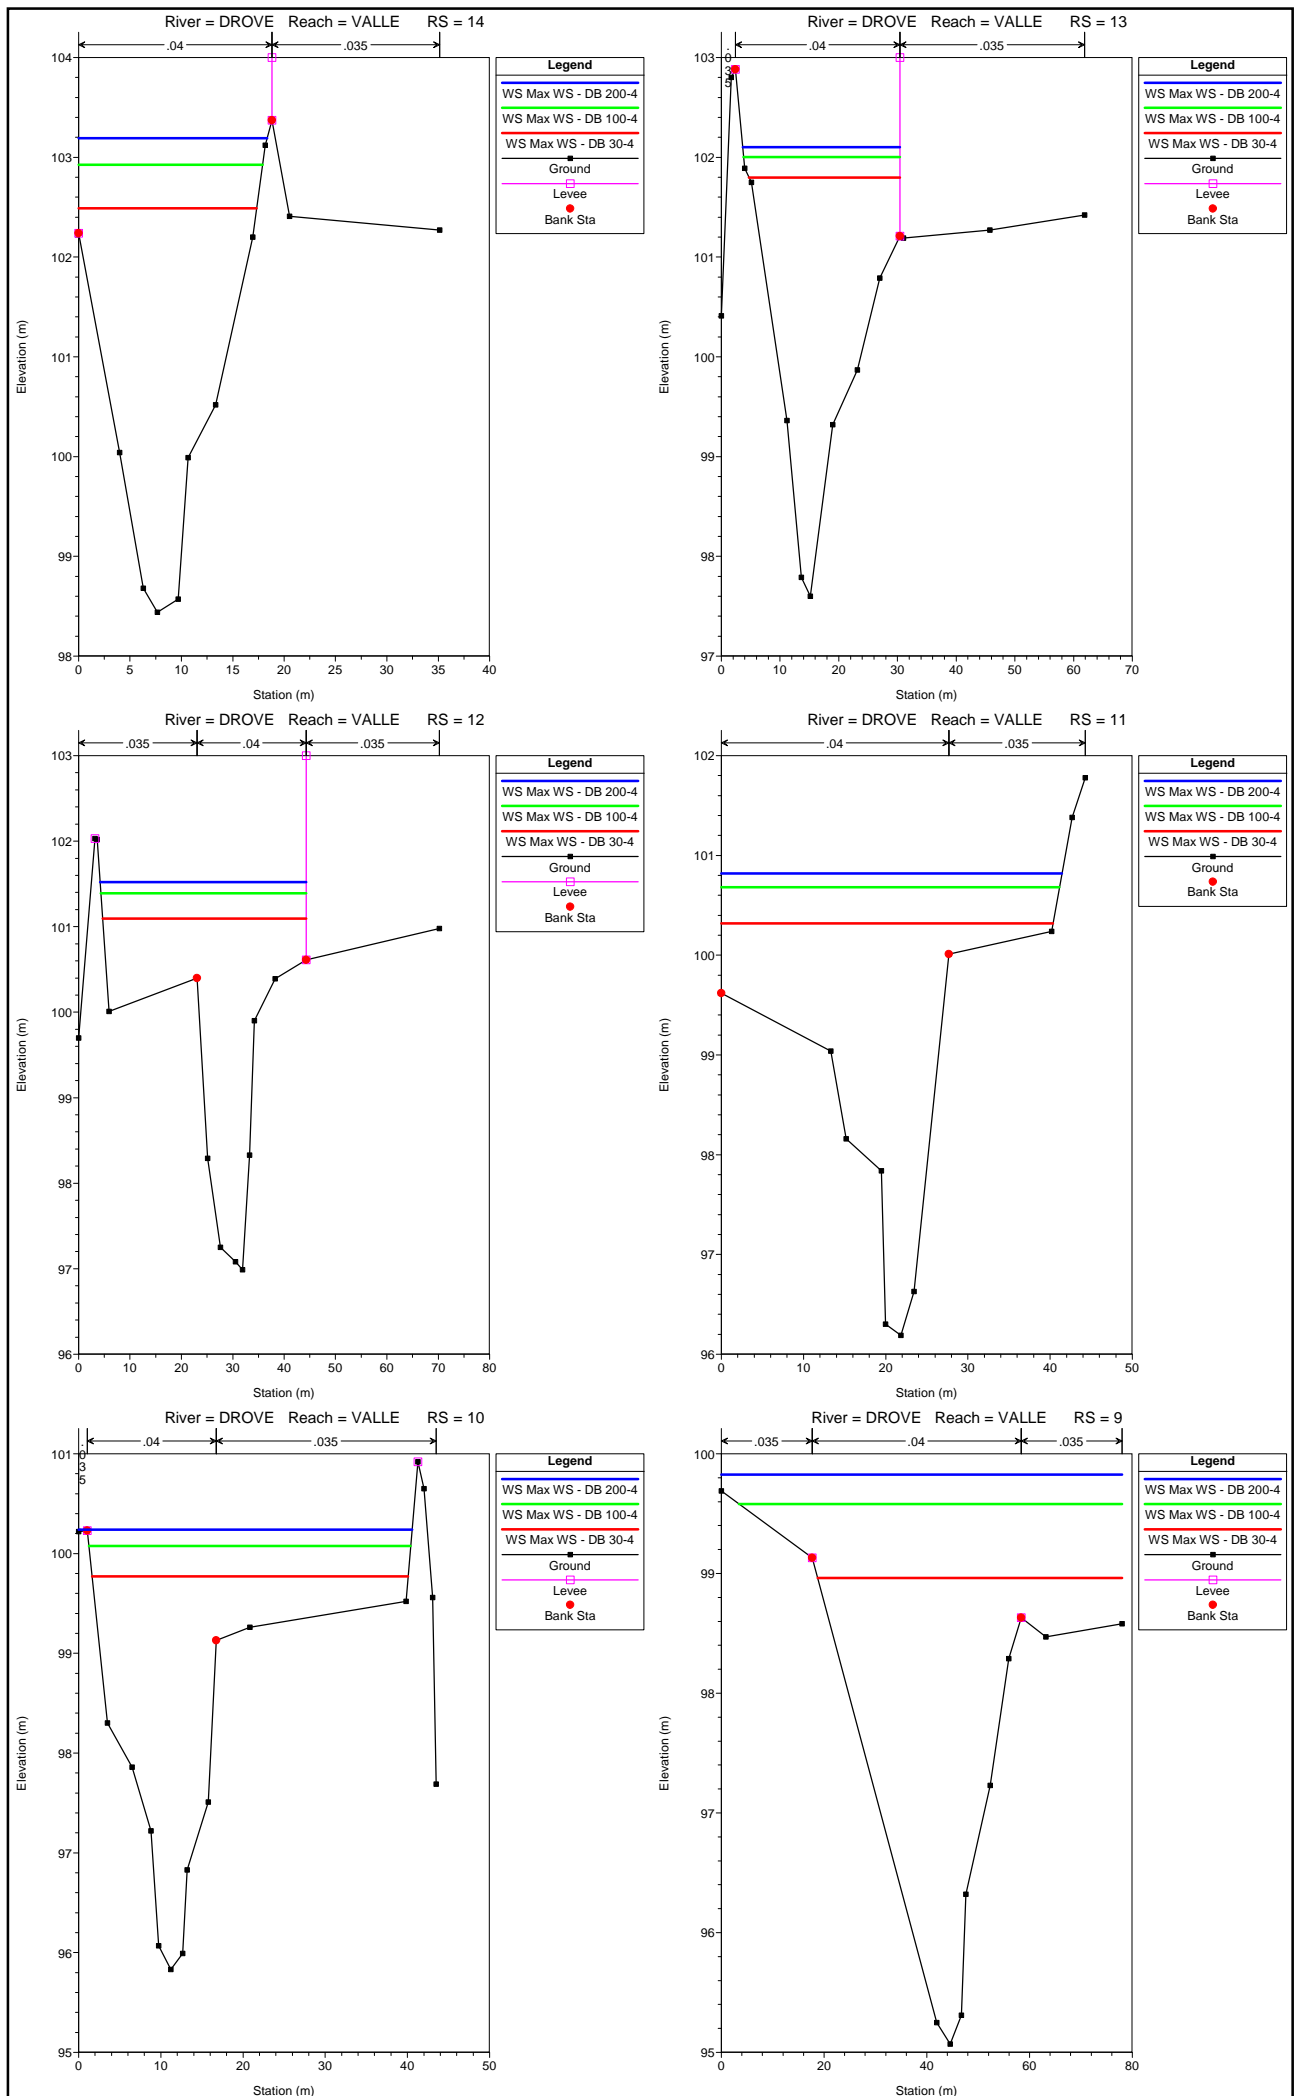 River = DROVE Reach = VALLE RS = 14
.04
.035
104
103
102
101
100
99
98
Elevation (m)
0 5 10 15 20 25 30 35 40
Station (m)
Legend
WS Max WS - DB 200-4
WS Max WS - DB 100-4
WS Max WS - DB 30-4
Ground
Levee
Bank Sta
River = DROVE Reach = VALLE RS = 13
.035
.04
.035
103
102
101
100
99
98
97
Elevation (m)
0 10 20 30 40 50 60 70
Station (m)
Legend
WS Max WS - DB 200-4
WS Max WS - DB 100-4
WS Max WS - DB 30-4
Ground
Levee
Bank Sta
River = DROVE Reach = VALLE RS = 12
.035
.04
.035
103
102
101
100
99
98
97
96
Elevation (m)
0 10 20 30 40 50 60 70 80
Station (m)
Legend
WS Max WS - DB 200-4
WS Max WS - DB 100-4
WS Max WS - DB 30-4
Ground
Levee
Bank Sta
River = DROVE Reach = VALLE RS = 11
.04
.035
102
101
100
99
98
97
96
Elevation (m)
0 10 20 30 40 50
Station (m)
Legend
WS Max WS - DB 200-4
WS Max WS - DB 100-4
WS Max WS - DB 30-4
Ground
Bank Sta
River = DROVE Reach = VALLE RS = 10
.035
.04
.035
101
100
99
98
97
96
95
Elevation (m)
0 10 20 30 40 50
Station (m)
Legend
WS Max WS - DB 200-4
WS Max WS - DB 100-4
WS Max WS - DB 30-4
Ground
Levee
Bank Sta
River = DROVE Reach = VALLE RS = 9
.035
.04
.035
100
99
98
97
96
95
Elevation (m)
0 20 40 60 80
Station (m)
Legend
WS Max WS - DB 200-4
WS Max WS - DB 100-4
WS Max WS - DB 30-4
Ground
Levee
Bank Sta